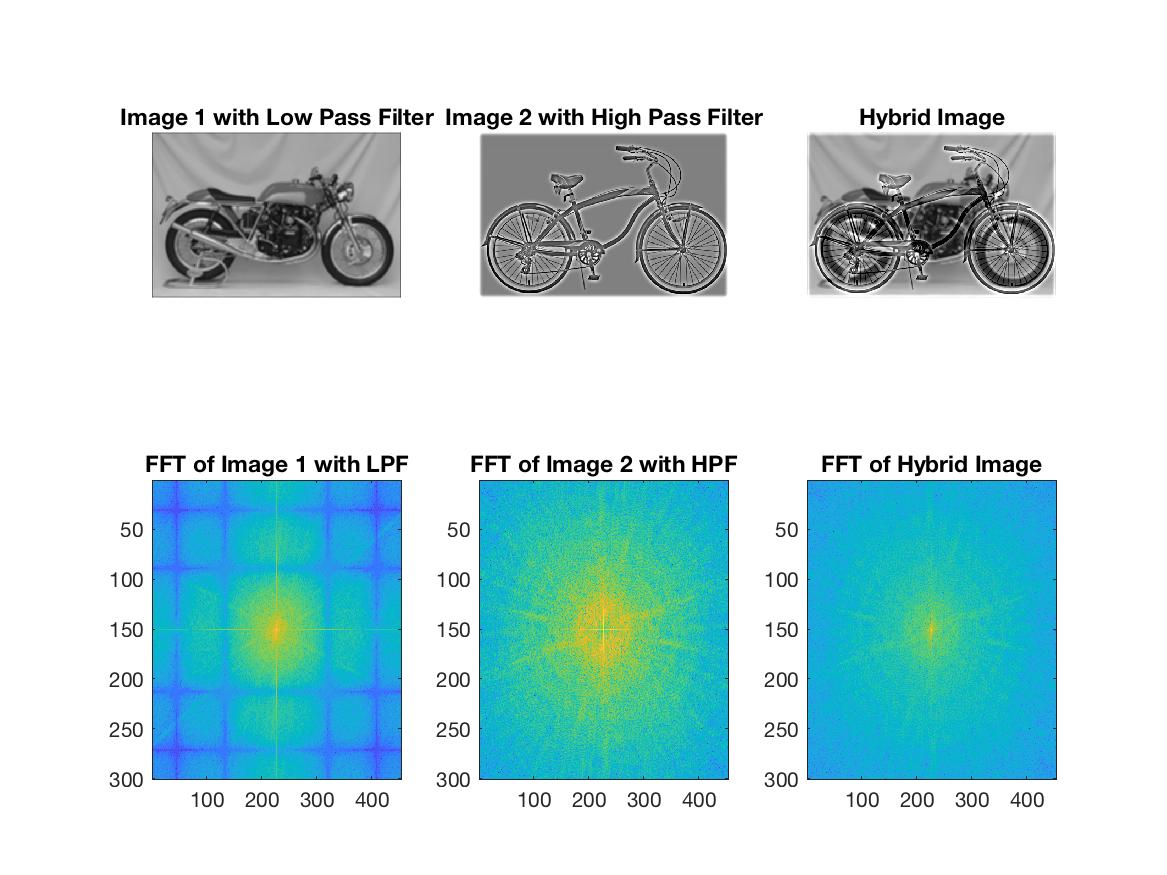 Image 1 with Low Pass Filter
Image 2 with High Pass Filter
Hybrid Image
FFT of Image 1 with LPF
50
100
150
200
250
300
100 200 300 400
FFT of Image 2 with HPF
50
100
150
200
250
300
100 200 300 400
FFT of Hybrid Image
50
100
150
200
250
300
100 200 300 400